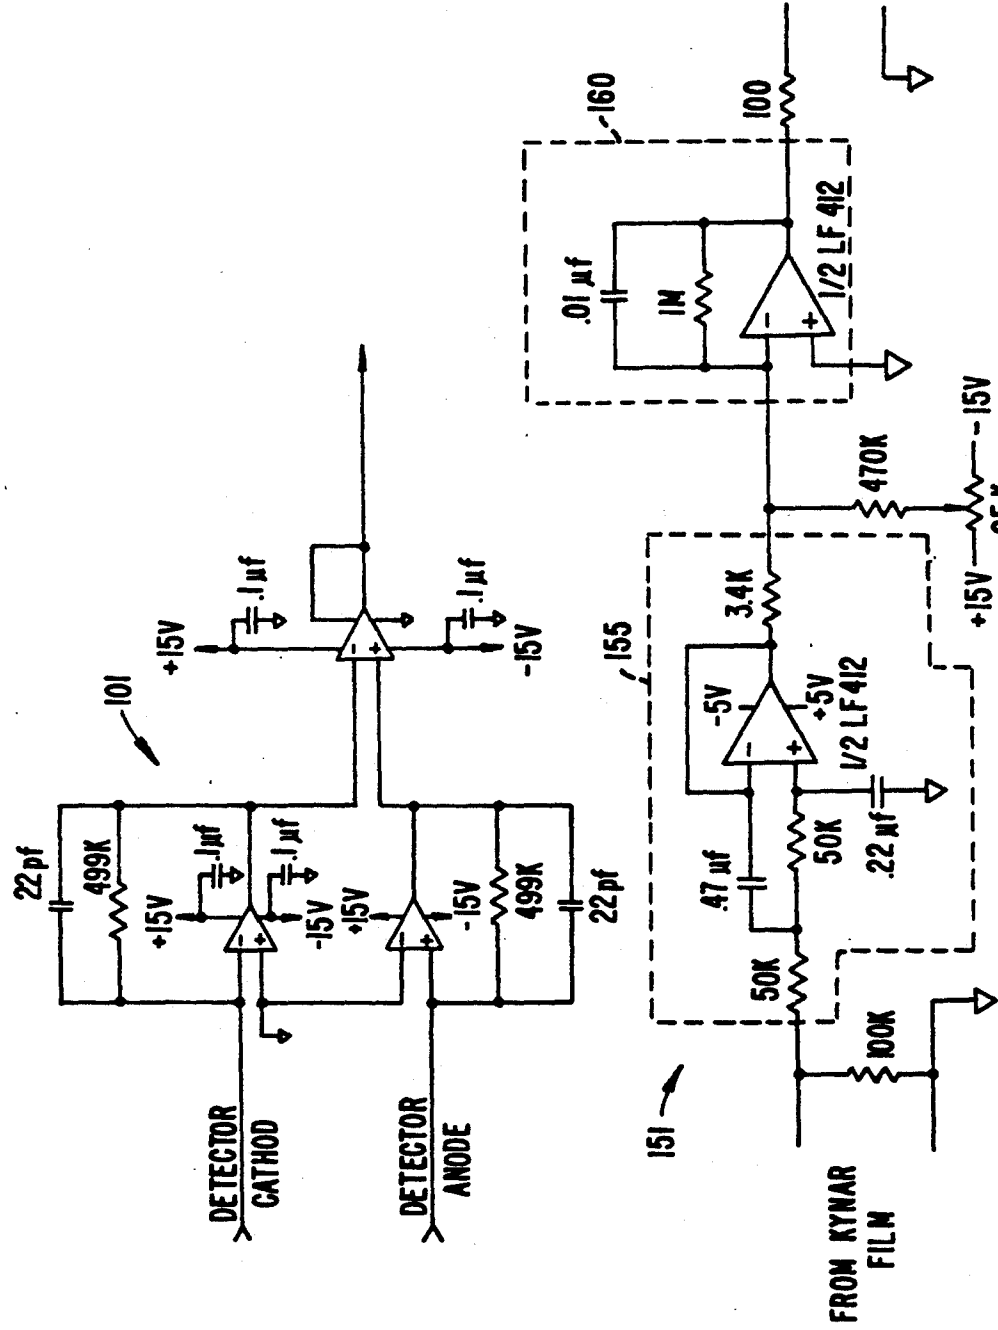 101
22pf
499K
+15V
.1µf
.1µf
-15V
+15V
-15V
499K
22pf
DETECTOR
CATHOD
DETECTOR
ANODE
+15V
.1µf
.1µf
-15V
151
155
FROM KYNAR
FILM
100K
50K
.47µf
50K
.22µf
-5V
+5V
1/2 LF412
3.4K
470K
+15V
-15V
160
.01µf
1M
1/2 LF412
100